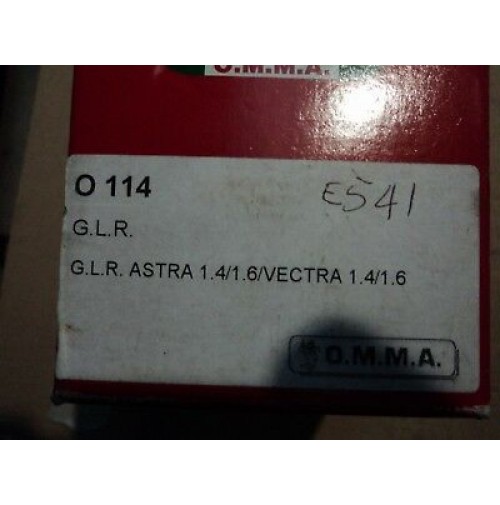 O.M.M.A.
O 114
E541
G.L.R.
G.L.R. ASTRA 1.4/1.6/VECTRA 1.4/1.6
O.M.M.A.